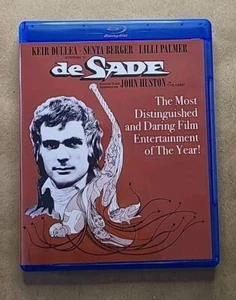 Blu-ray Disc
KEIR DULLEA · SENTA BERGER · LILLI PALMER
de SADE
JOHN HUSTON
The Most
Distinguished
and Daring Film
Entertainment
of The Year!